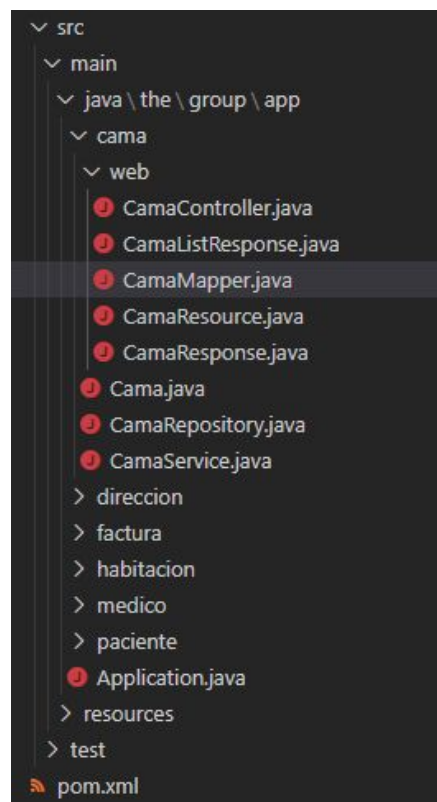 src
main
java \ the \ group \ app
cama
web
CamaController.java
CamaListResponse.java
CamaMapper.java
CamaResource.java
CamaResponse.java
Cama.java
CamaRepository.java
CamaService.java
direccion
factura
habitacion
medico
paciente
Application.java
resources
test
pom.xml